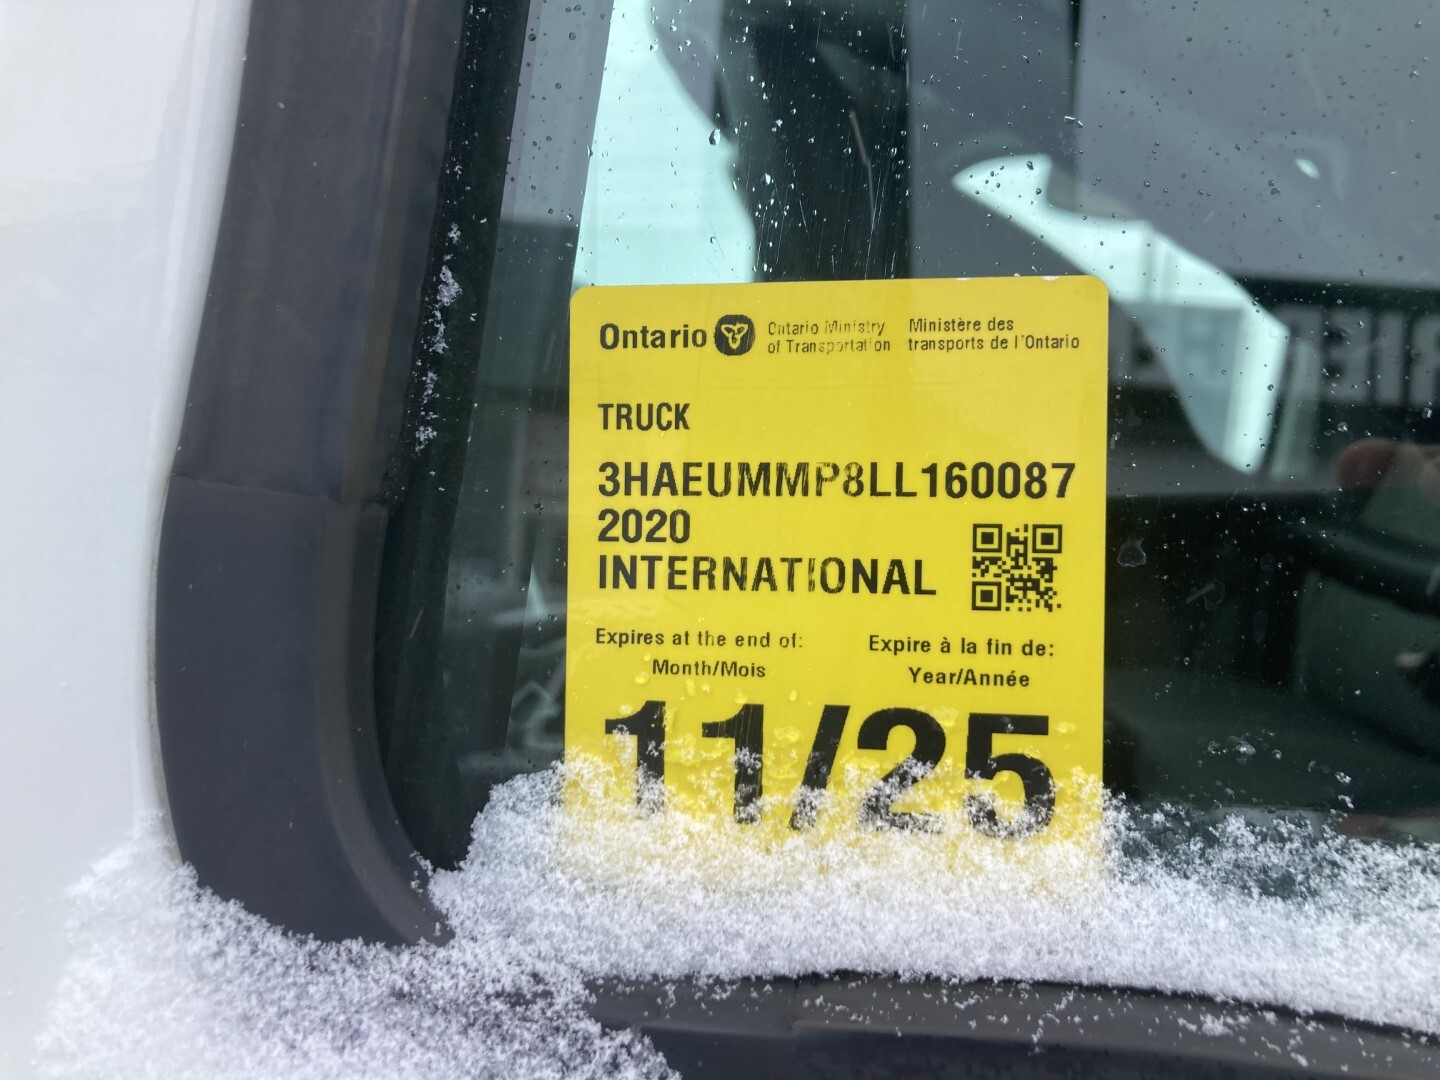 Ontario
Ontario Ministry
of Transportation
Ministère des
transports de l'Ontario
TRUCK
3HAEUMMP8LL160087
2020
INTERNATIONAL
Expires at the end of:
Month/Mois
Expire à la fin de:
Year/Année
11/25